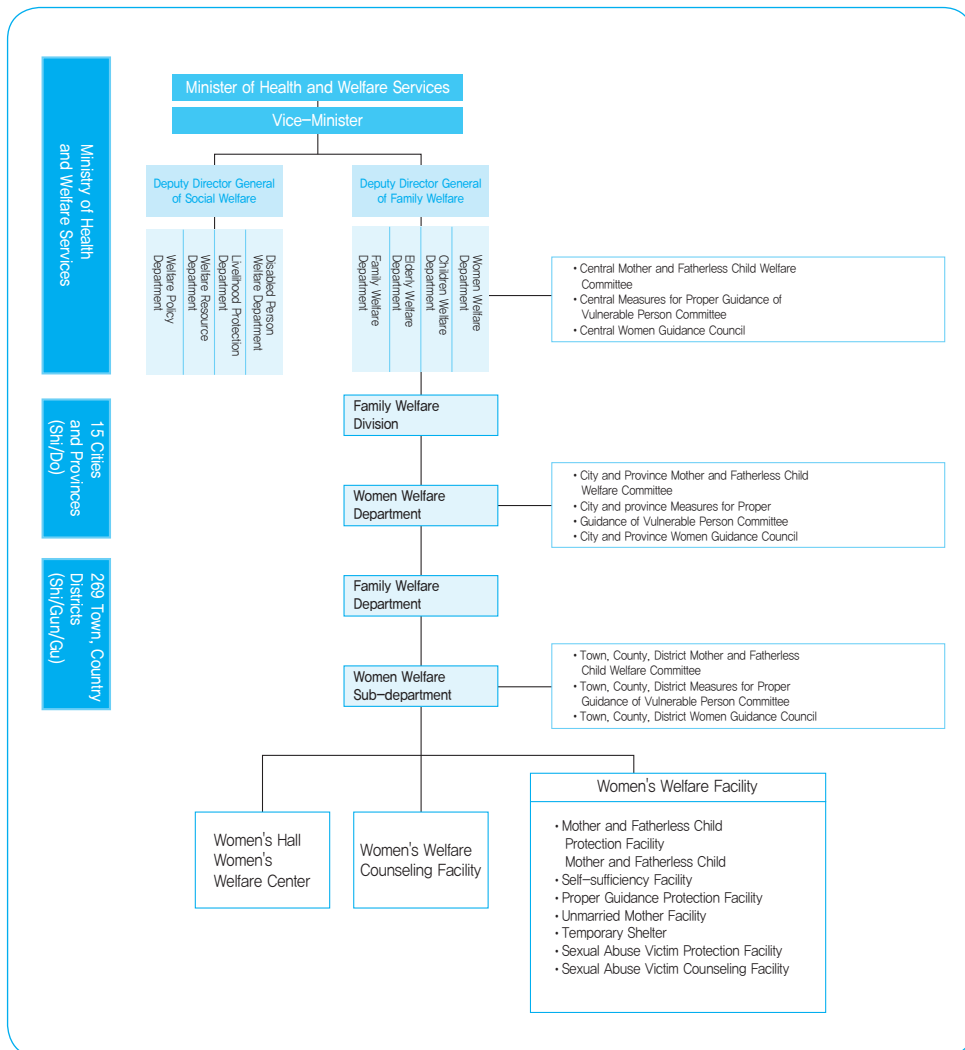 Ministry of Health
and Welfare Services
Minister of Health and Welfare Services
Vice-Minister
Deputy Director General
of Social Welfare
Deputy Director General
of Family Welfare
Welfare Policy
Department
Welfare Resource
Department
Livelihood Protection
Department
Disabled Person
Welfare Department
Family Welfare
Department
Elderly Welfare
Department
Children Welfare
Department
Women Welfare
Department
• Central Mother and Fatherless Child Welfare
Committee
• Central Measures for Proper Guidance of
Vulnerable Person Committee
• Central Women Guidance Council
15 Cities
and Provinces
(Shi/Do)
Family Welfare
Division
Women Welfare
Department
• City and Province Mother and Fatherless Child
Welfare Committee
• City and province Measures for Proper
• Guidance of Vulnerable Person Committee
• City and Province Women Guidance Council
269 Town, Country
Districts
(Shi/Gun/Gu)
Family Welfare
Department
Women Welfare
Sub-department
• Town, County, District Mother and Fatherless
Child Welfare Committee
• Town, County, District Measures for Proper
Guidance of Vulnerable Person Committee
• Town, County, District Women Guidance Council
Women's Hall
Women's
Welfare Center
Women's Welfare
Counseling Facility
Women's Welfare Facility
• Mother and Fatherless Child
Protection Facility
Mother and Fatherless Child
• Self-sufficiency Facility
• Proper Guidance Protection Facility
• Unmarried Mother Facility
• Temporary Shelter
• Sexual Abuse Victim Protection Facility
• Sexual Abuse Victim Counseling Facility